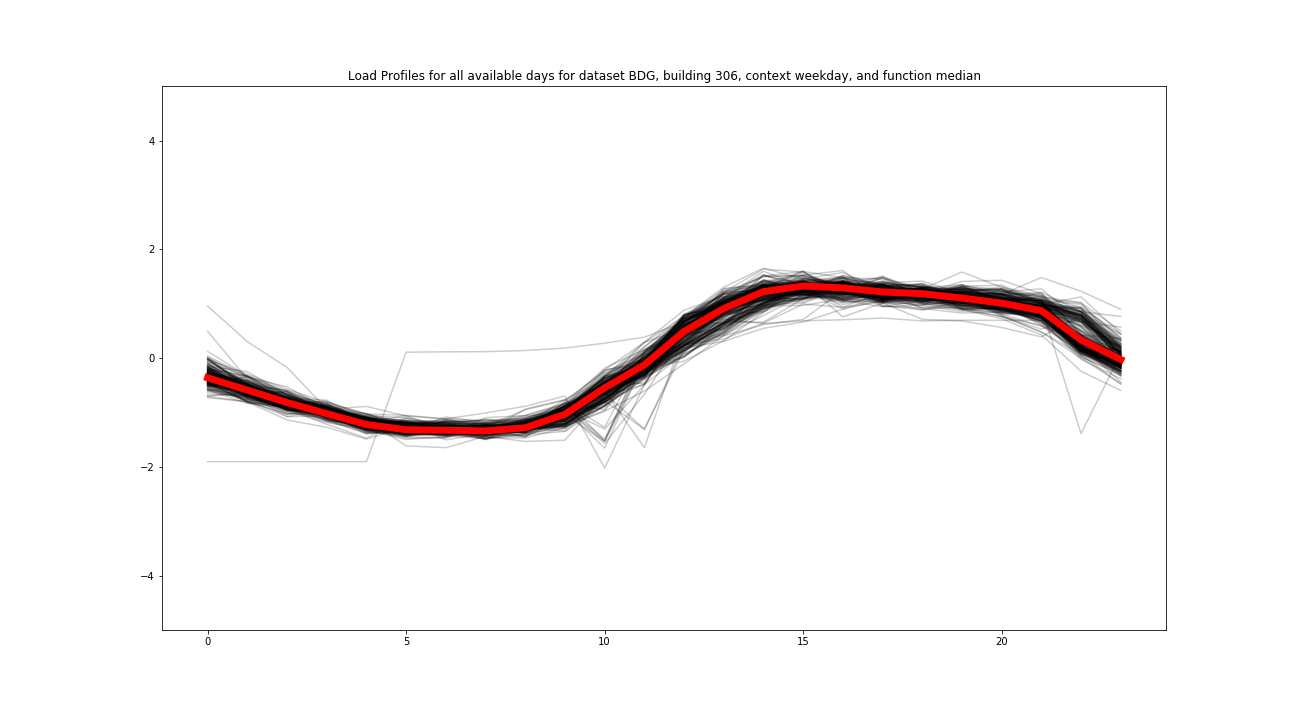 Load Profiles for all available days for dataset BDG, building 306, context weekday, and function median
4
2
0
−2
−4
0 5 10 15 20